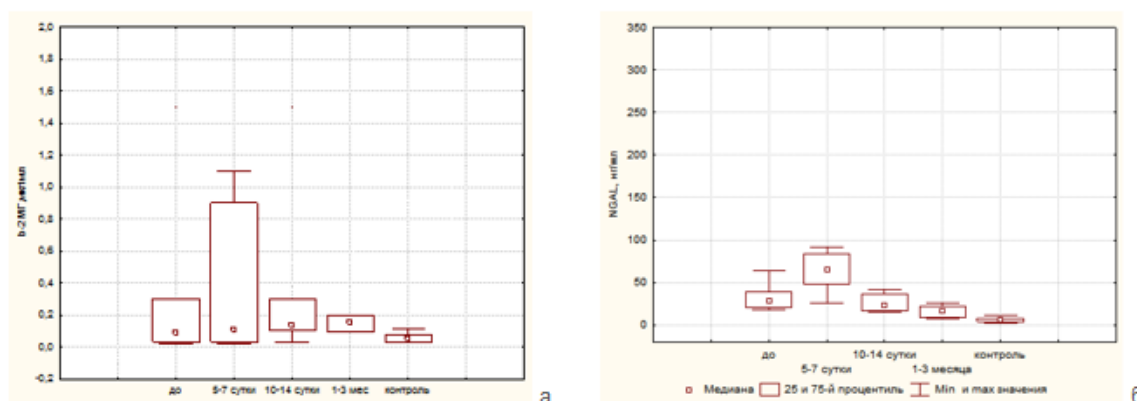 2,0
1,8
1,6
1,4
1,2
1,0
0,8
0,6
0,4
0,2
0,0
-0,2
b-2МГ,мкг/мл
до 5-7 сутки 10-14 сутки 1-3 мес контроль
а
350
300
250
200
150
100
50
0
NGAL, нг/мл
до 10-14 сутки контроль
5-7 сутки 1-3 месяца
Медиана 25 и 75-й процентиль Min и max значения
б